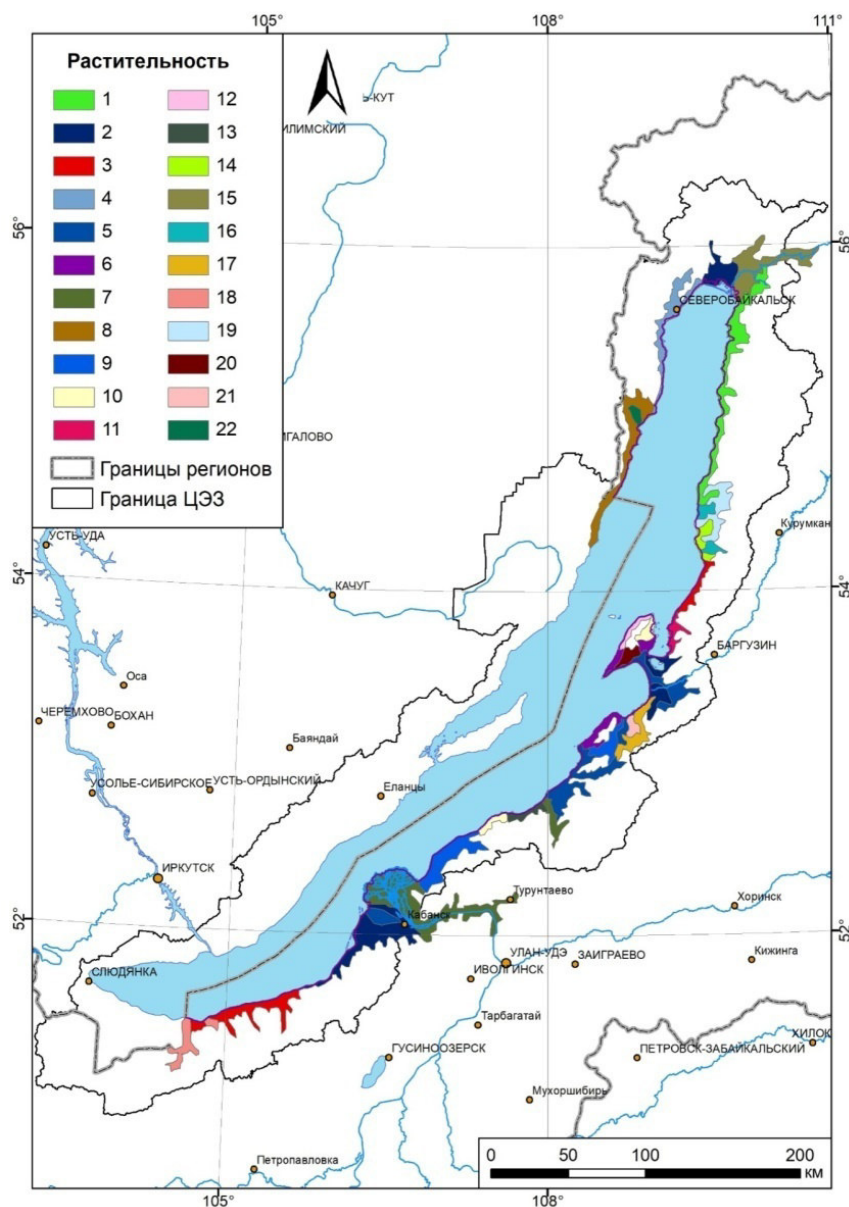 105°
108°
111°
Растительность
1
12
2
13
3
14
4
15
5
16
6
17
7
18
8
19
9
20
10
21
11
22
Границы регионов
Граница ЦЭЗ
Ь-КУТ
ИЛИМСКИЙ
56°
56°
СЕВЕРОБАЙКАЛЬСК
ИГАЛОВО
УСТЬ-УДА
Курумкан
54°
54°
КАЧУГ
БАРГУЗИН
Оса
ЧЕРЕМХОВО
БОХАН
Баяндай
УСОЛЬЕ-СИБИРСКОЕ
УСТЬ-ОРДЫНСКИЙ
Еланцы
ИРКУТСК
Турунтаево
Хоринск
52°
Кабанск
52°
УЛАН-УДЭ
ЗАИГРАЕВО
Кижинга
СЛЮДЯНКА
ИВОЛГИНСК
Тарбагатай
ХИЛОК
ГУСИНООЗЕРСК
ПЕТРОВСК-ЗАБАЙКАЛЬСКИЙ
Мухоршибирь
Петропавловка
0
50
100
200
КМ
105°
108°